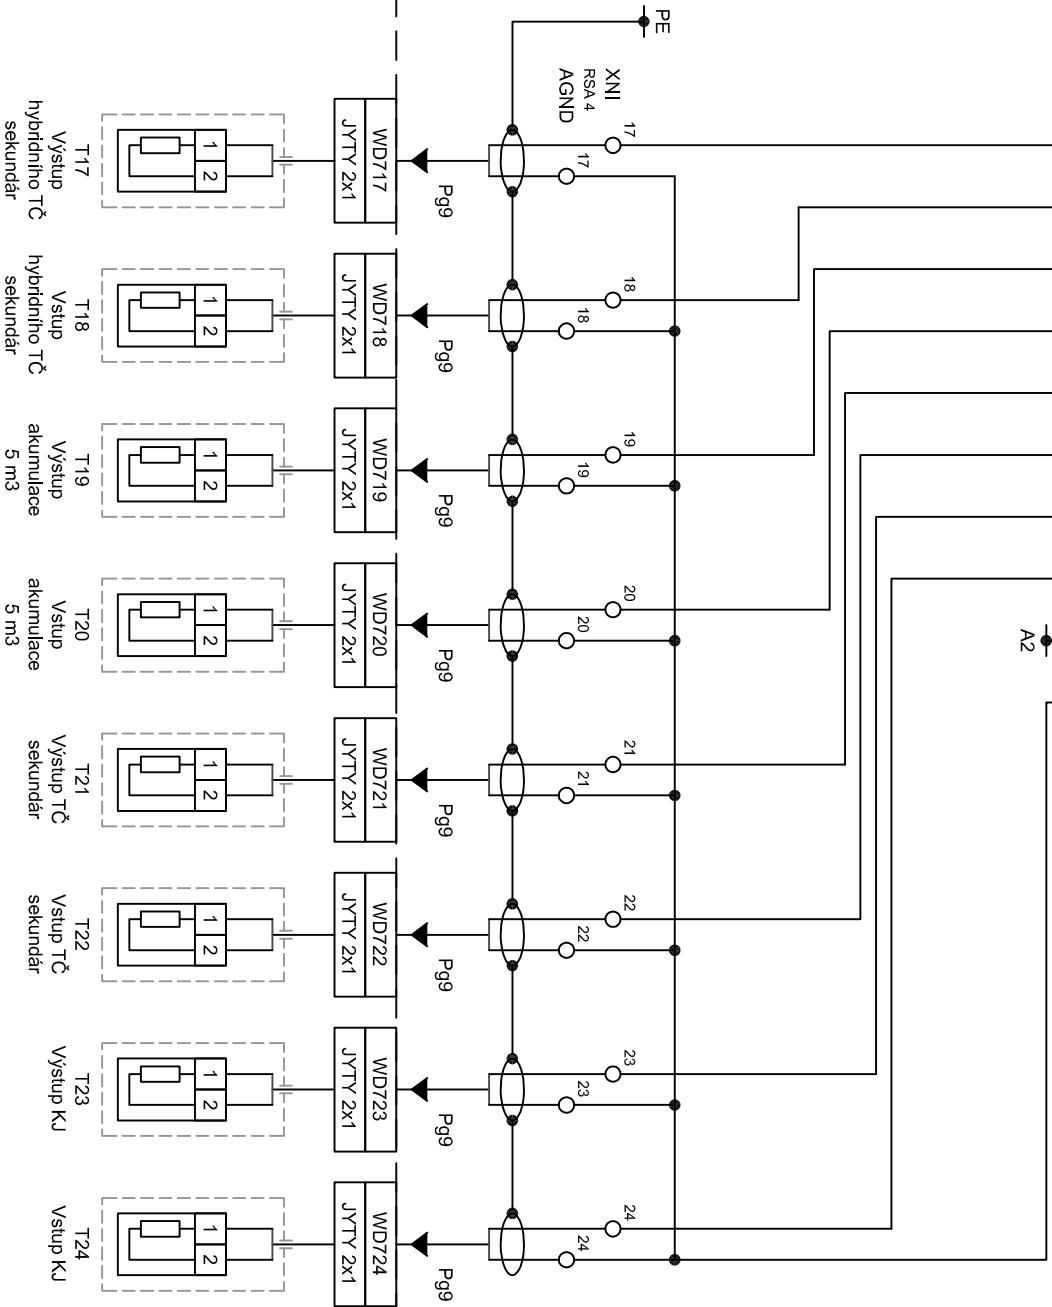 PE
XNI
RSA 4
AGND
17
17
18
18
19
19
20
20
21
21
22
22
23
23
24
24
A2
Pg9
Pg9
Pg9
Pg9
Pg9
Pg9
Pg9
Pg9
WD717
JYTY 2x1
WD718
JYTY 2x1
WD719
JYTY 2x1
WD720
JYTY 2x1
WD721
JYTY 2x1
WD722
JYTY 2x1
WD723
JYTY 2x1
WD724
JYTY 2x1
1
2
1
2
1
2
1
2
1
2
1
2
1
2
1
2
T17
Výstup
hybridního TČ
sekundár
T18
Vstup
hybridního TČ
sekundár
T19
Výstup
akumulace
5 m3
T20
Vstup
akumulace
5 m3
T21
Výstup TČ
sekundár
T22
Vstup TČ
sekundár
T23
Výstup KJ
T24
Vstup KJ